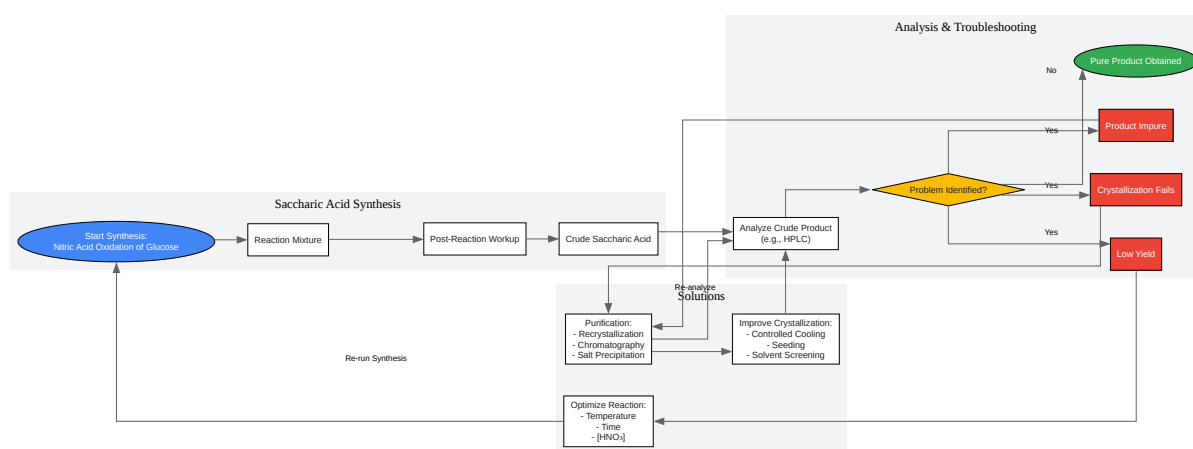 Analysis & Troubleshooting
Pure Product Obtained
No
Product Impure
Yes
Saccharic Acid Synthesis
Start Synthesis:
Nitric Acid Oxidation of Glucose
Reaction Mixture
Post-Reaction Workup
Crude Saccharic Acid
Analyze Crude Product
(e.g., HPLC)
Problem Identified?
Yes
Crystallization Fails
Yes
Low Yield
Re-analyze
Solutions
Purification:
- Recrystallization
- Chromatography
- Salt Precipitation
Improve Crystallization:
- Controlled Cooling
- Seeding
- Solvent Screening
Re-run Synthesis
Optimize Reaction:
- Temperature
- Time
- [HNO₃]